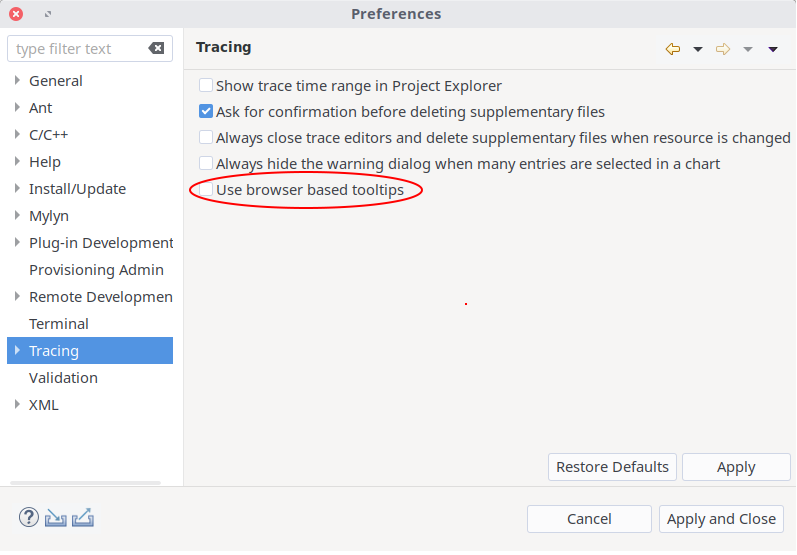 Preferences
type filter text
General
Ant
C/C++
Help
Install/Update
Mylyn
Plug-in Development
Provisioning Admin
Remote Developmen
Terminal
Tracing
Validation
XML
Tracing
Show trace time range in Project Explorer
Ask for confirmation before deleting supplementary files
Always close trace editors and delete supplementary files when resource is changed
Always hide the warning dialog when many entries are selected in a chart
Use browser based tooltips
Restore Defaults
Apply
?
Cancel
Apply and Close